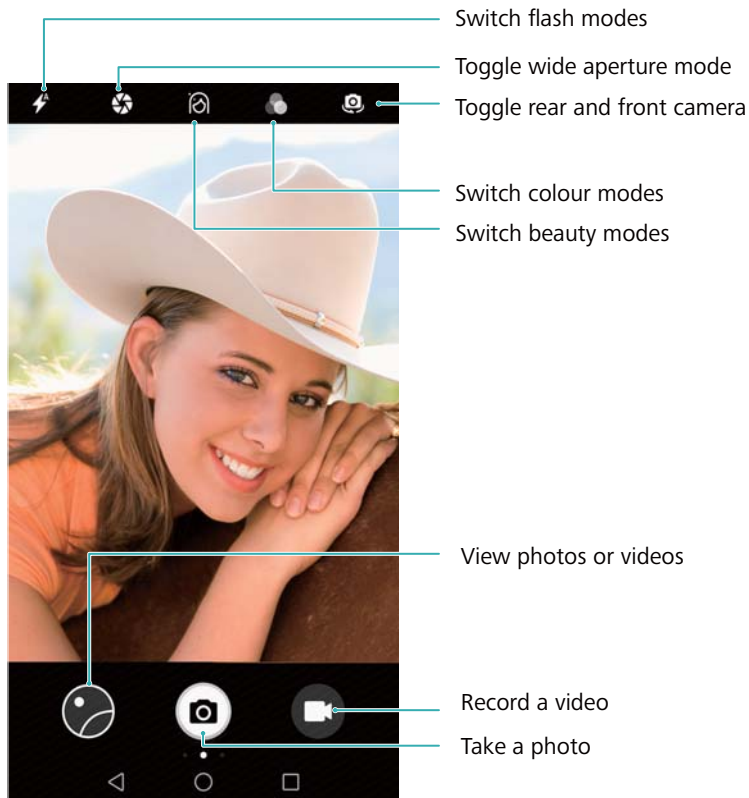 Switch flash modes
Toggle wide aperture mode
A
Toggle rear and front camera
Switch colour modes
Switch beauty modes
View photos or videos
Record a video
Take a photo